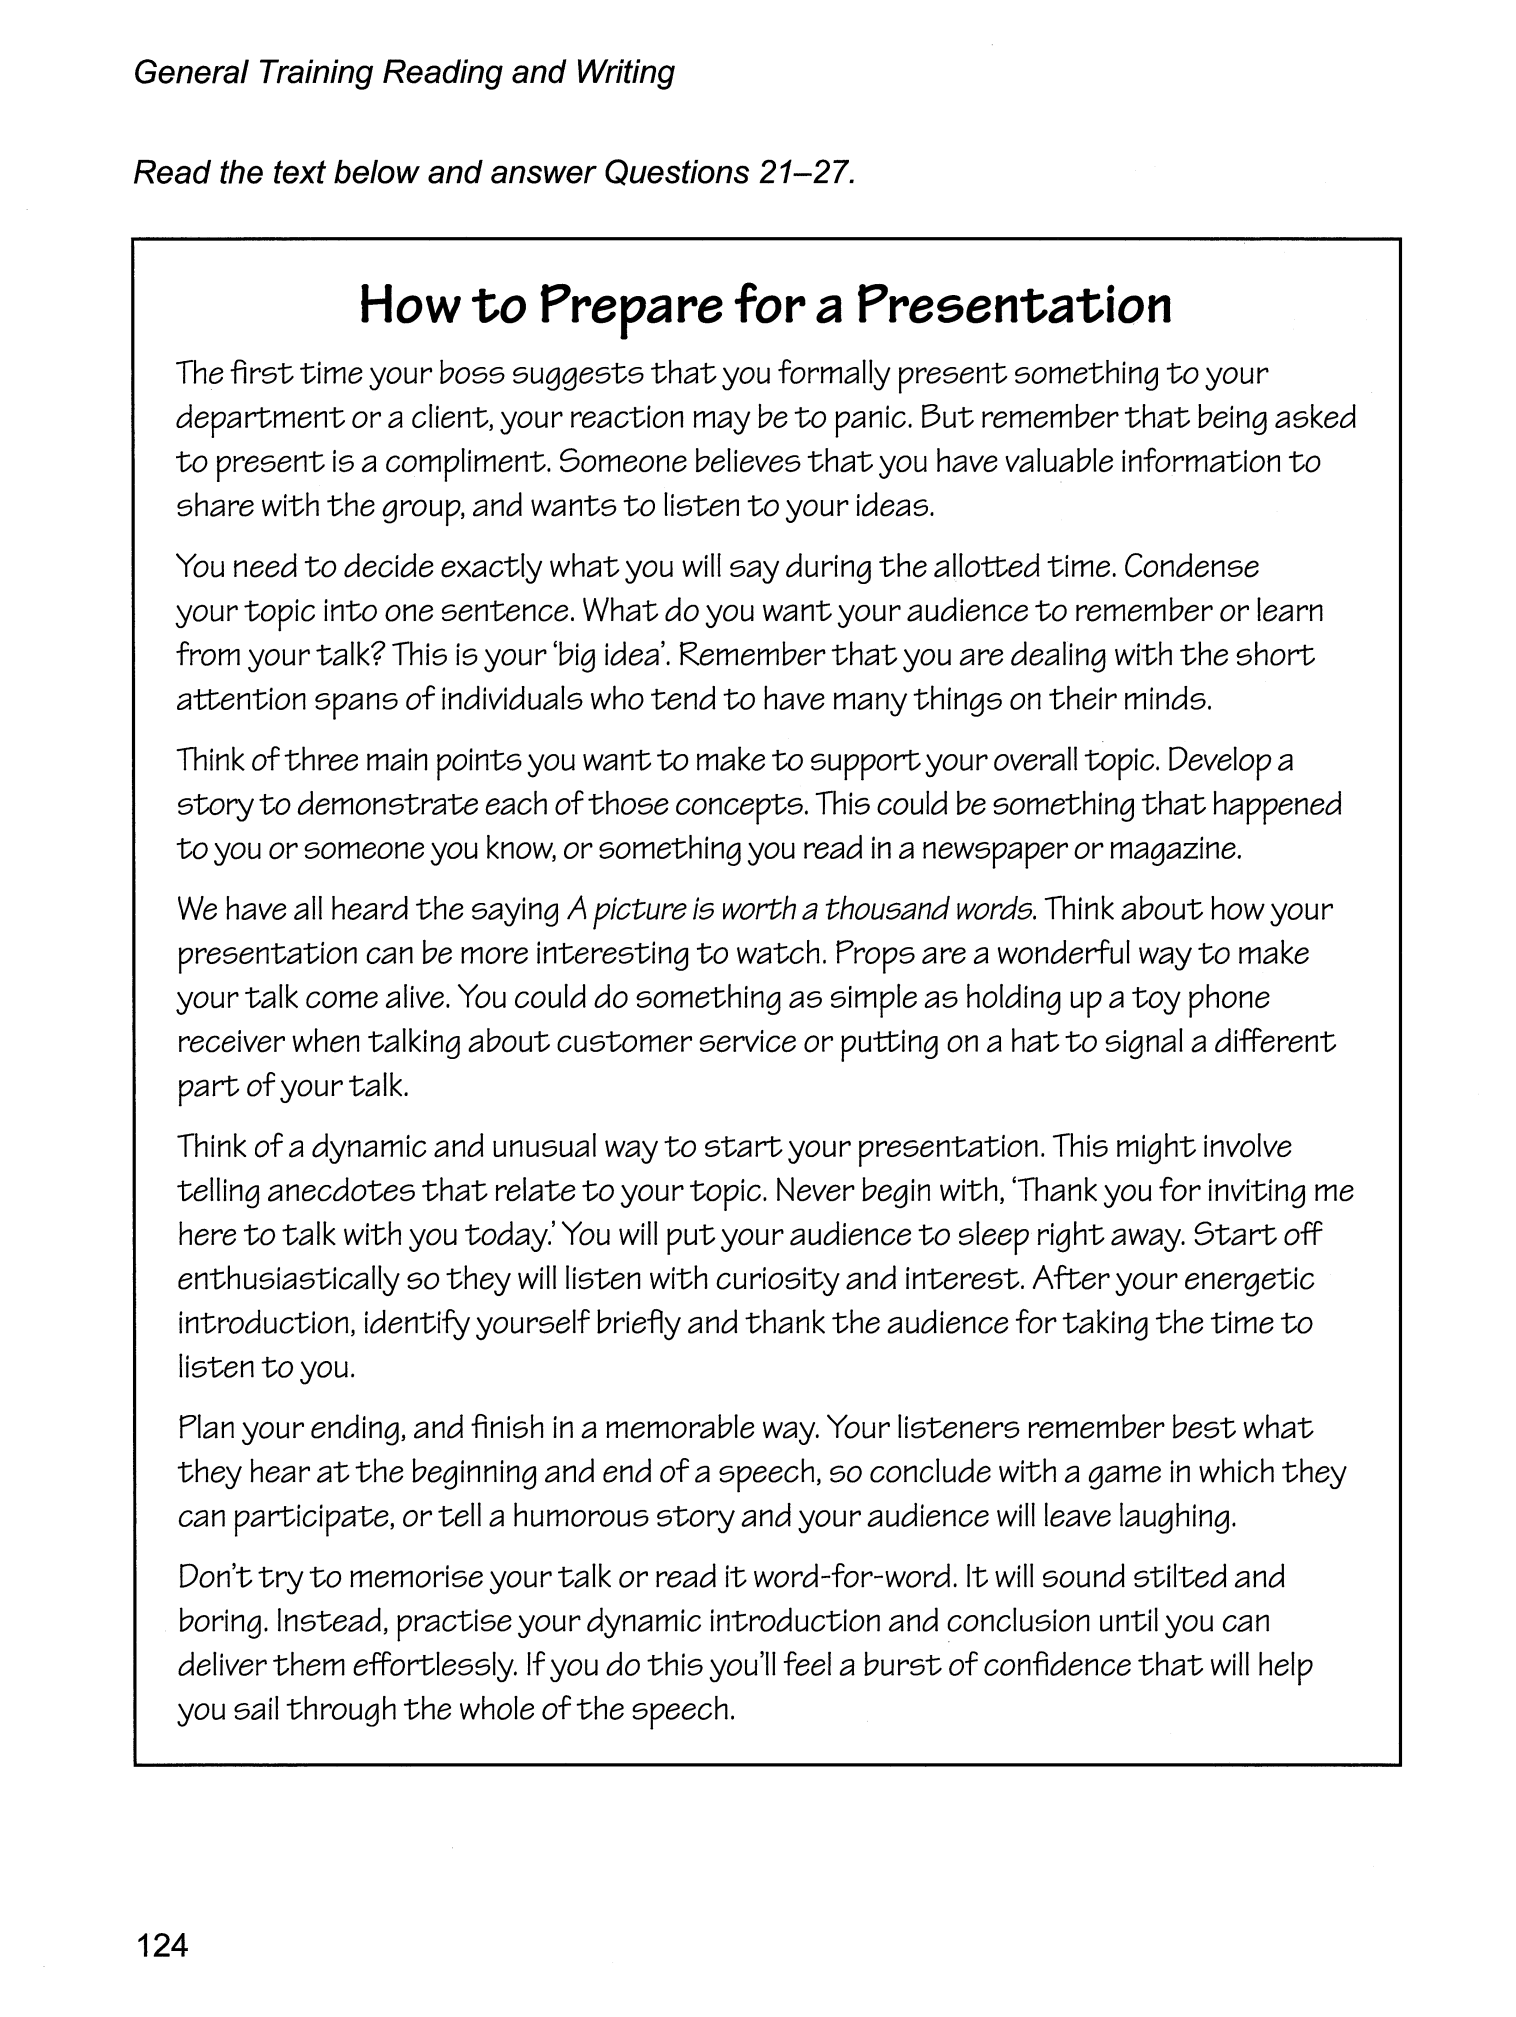 General Training Reading and Writing
Read the text below and answer Questions 21–27.
How to Prepare for a Presentation
The first time your boss suggests that you formally present something to your
department or a client, your reaction may be to panic. But remember that being asked
to present is a compliment. Someone believes that you have valuable information to
share with the group, and wants to listen to your ideas.
You need to decide exactly what you will say during the allotted time. Condense
your topic into one sentence. What do you want your audience to remember or learn
from your talk? This is your ‘big idea’. Remember that you are dealing with the short
attention spans of individuals who tend to have many things on their minds.
Think of three main points you want to make to support your overall topic. Develop a
story to demonstrate each of those concepts. This could be something that happened
to you or someone you know, or something you read in a newspaper or magazine.
We have all heard the saying A picture is worth a thousand words. Think about how your
presentation can be more interesting to watch. Props are a wonderful way to make
your talk come alive. You could do something as simple as holding up a toy phone
receiver when talking about customer service or putting on a hat to signal a different
part of your talk.
Think of a dynamic and unusual way to start your presentation. This might involve
telling anecdotes that relate to your topic. Never begin with, ‘Thank you for inviting me
here to talk with you today.’ You will put your audience to sleep right away. Start off
enthusiastically so they will listen with curiosity and interest. After your energetic
introduction, identify yourself briefly and thank the audience for taking the time to
listen to you.
Plan your ending, and finish in a memorable way. Your listeners remember best what
they hear at the beginning and end of a speech, so conclude with a game in which they
can participate, or tell a humorous story and your audience will leave laughing.
Don’t try to memorise your talk or read it word-for-word. It will sound stilted and
boring. Instead, practise your dynamic introduction and conclusion until you can
deliver them effortlessly. If you do this you’ll feel a burst of confidence that will help
you sail through the whole of the speech.
124